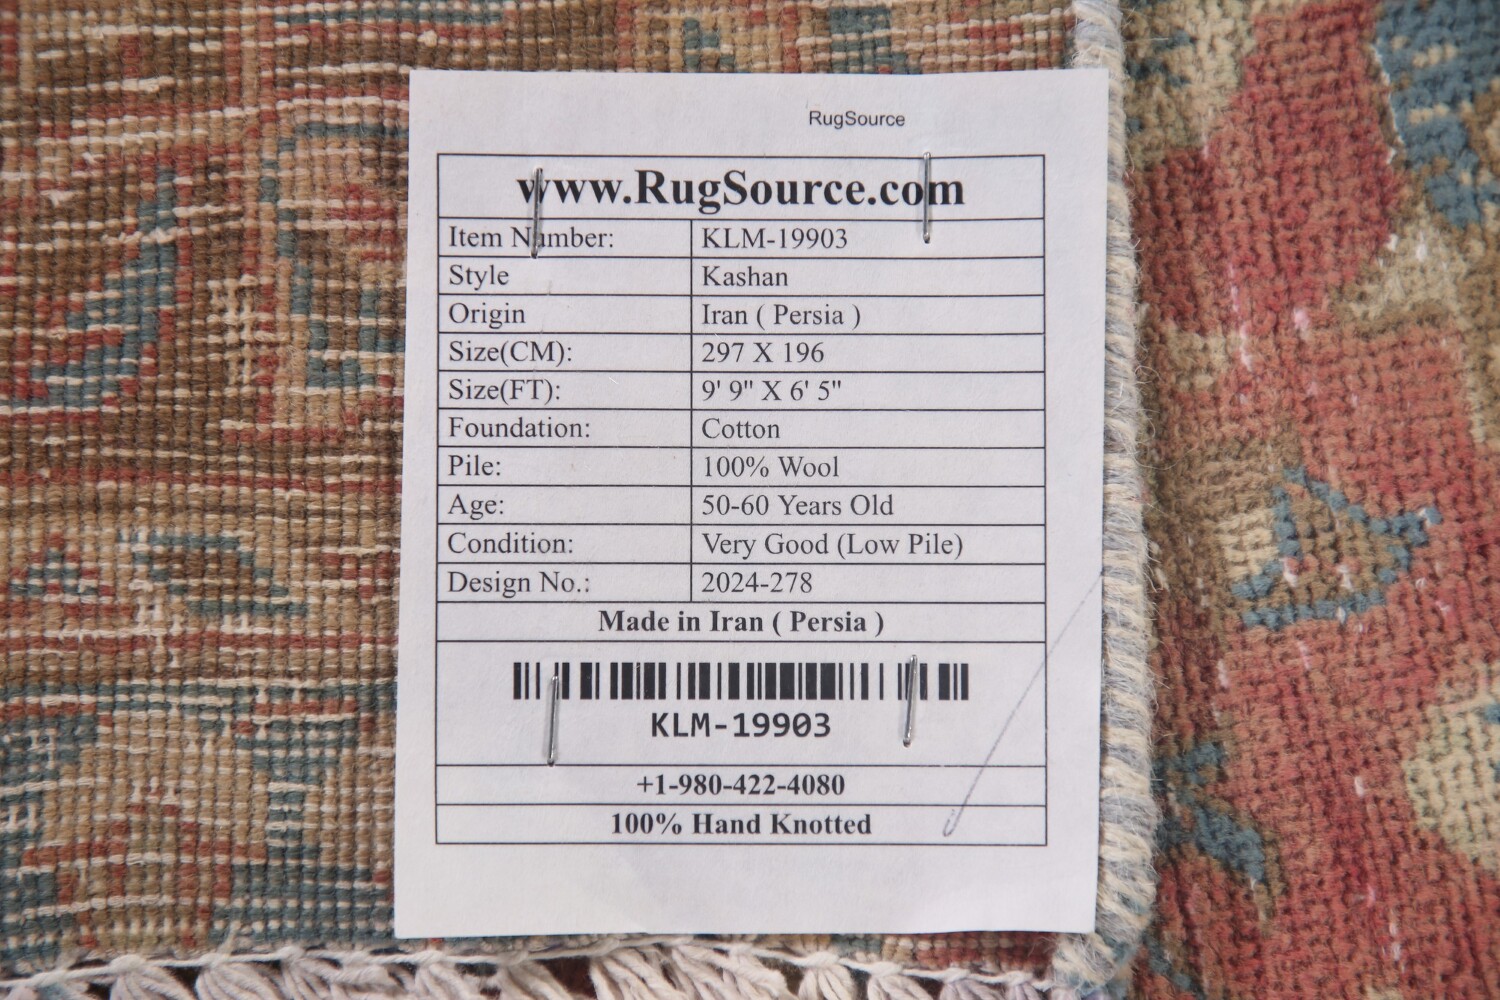 RugSource
www.RugSource.com
Item Number: KLM-19903
Style Kashan
Origin Iran ( Persia )
Size(CM): 297 X 196
Size(FT): 9' 9" X 6' 5"
Foundation: Cotton
Pile: 100% Wool
Age: 50-60 Years Old
Condition: Very Good (Low Pile)
Design No.: 2024-278
Made in Iran ( Persia )
KLM-19903
+1-980-422-4080
100% Hand Knotted